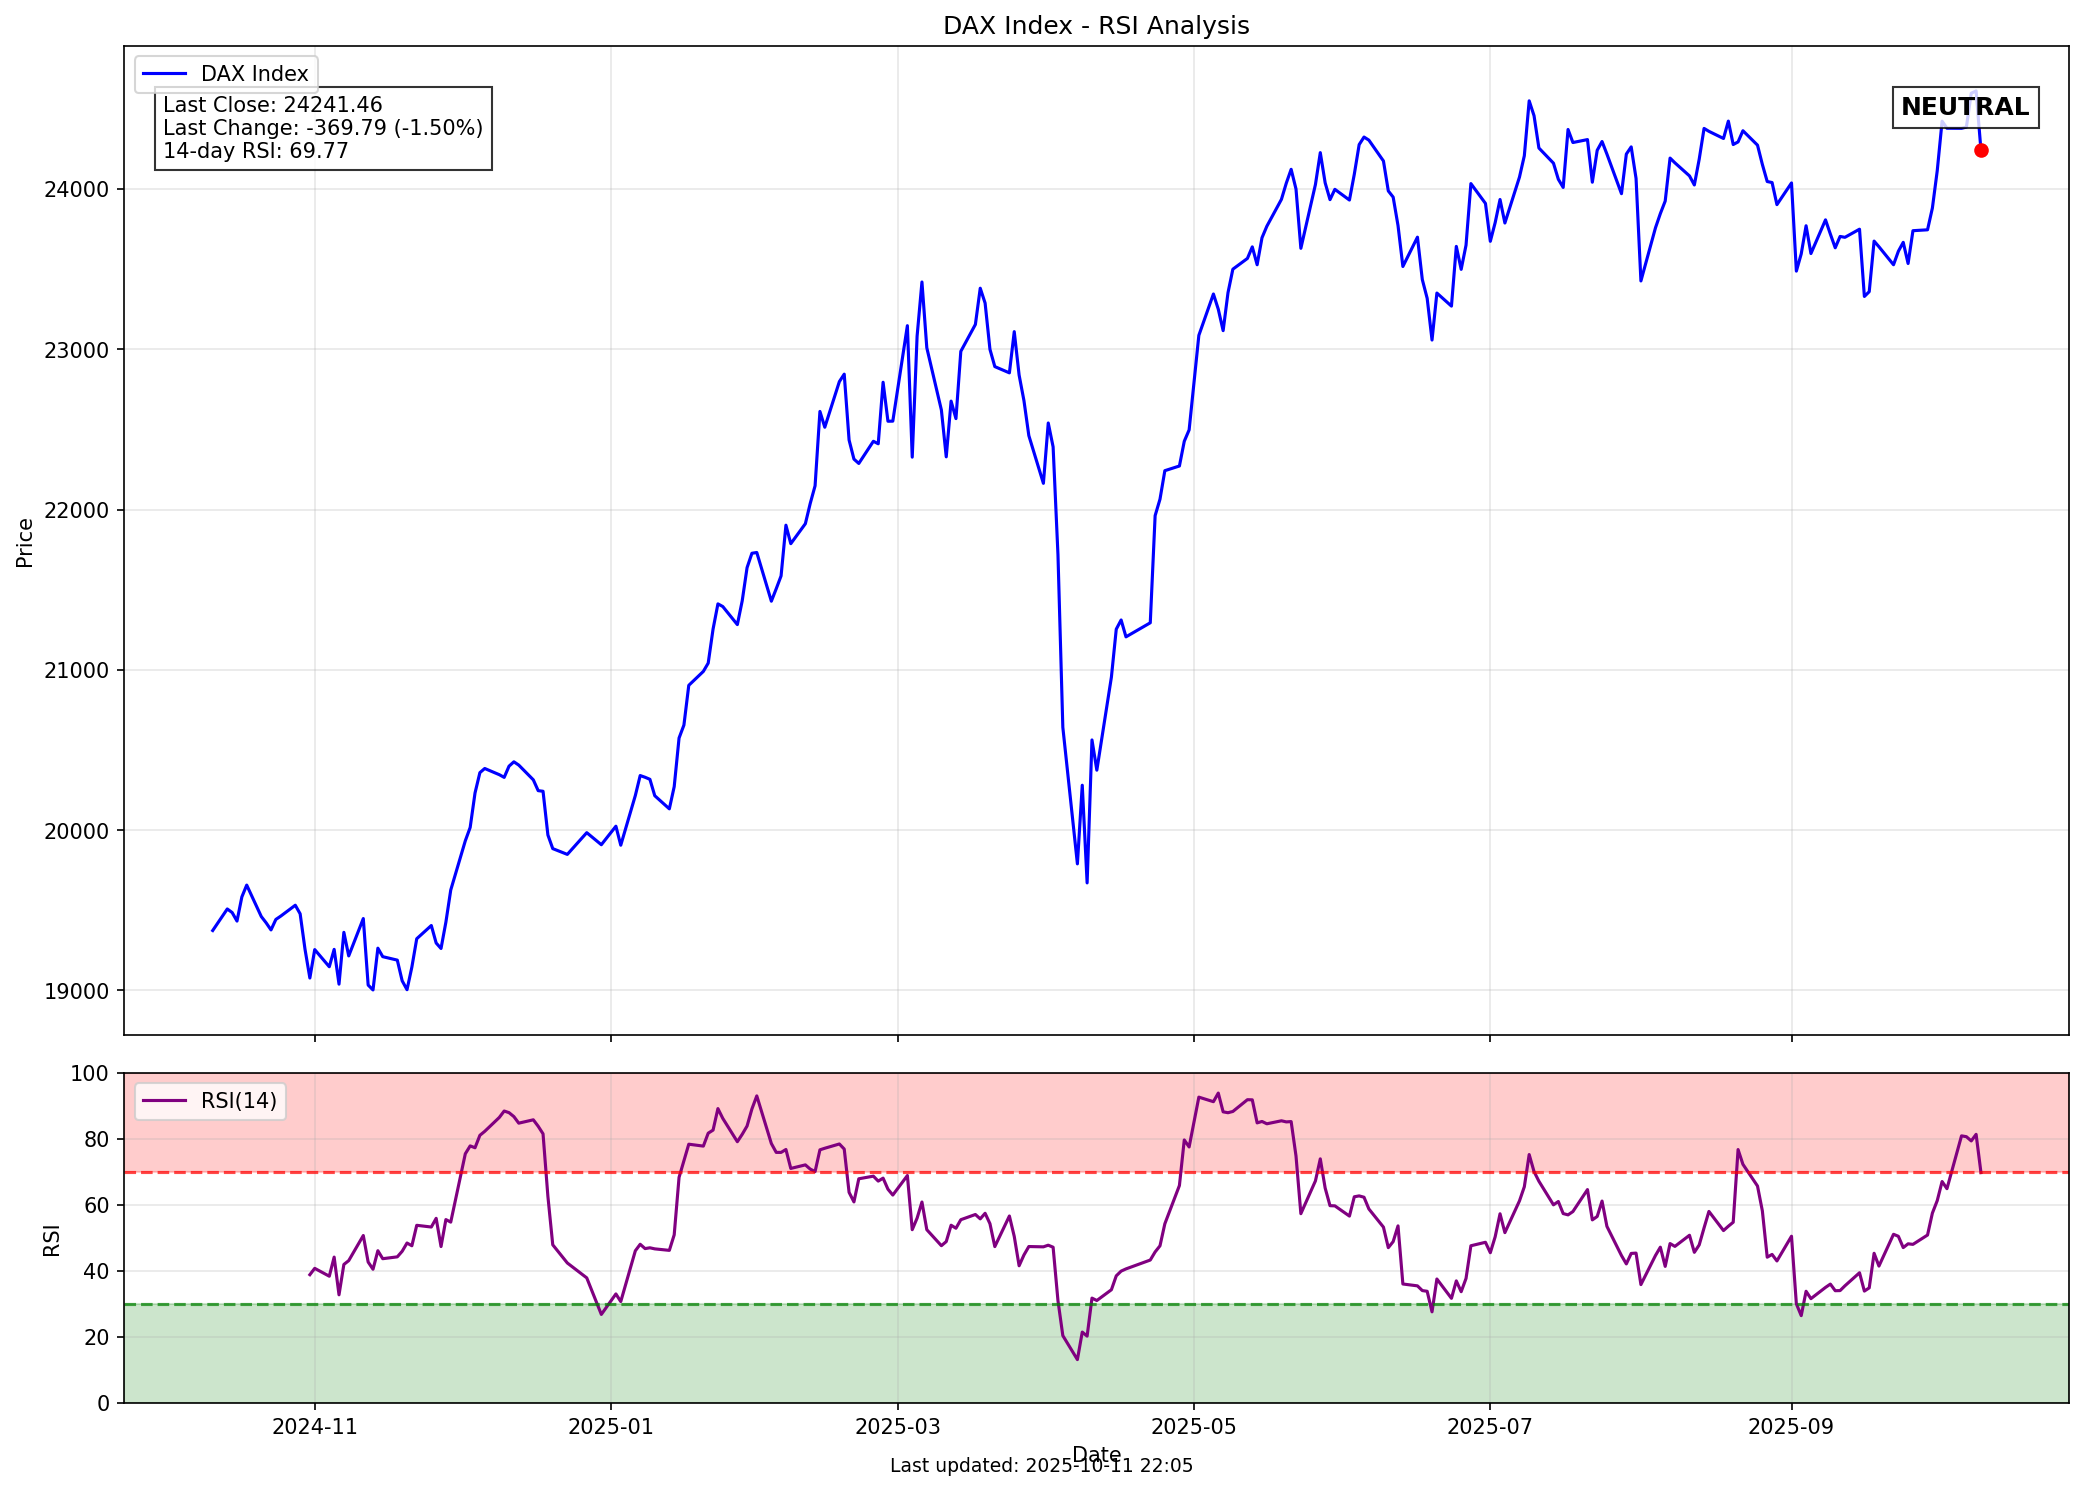 DAX Index - RSI Analysis
DAX Index
Last Close: 24241.46
Last Change: -369.79 (-1.50%)
14-day RSI: 69.77
NEUTRAL
Price
24000
23000
22000
21000
20000
19000
RSI(14)
RSI
100
80
60
40
20
0
2024-11
2025-01
2025-03
2025-05
2025-07
2025-09
Date
Last updated: 2025-10-11 22:05